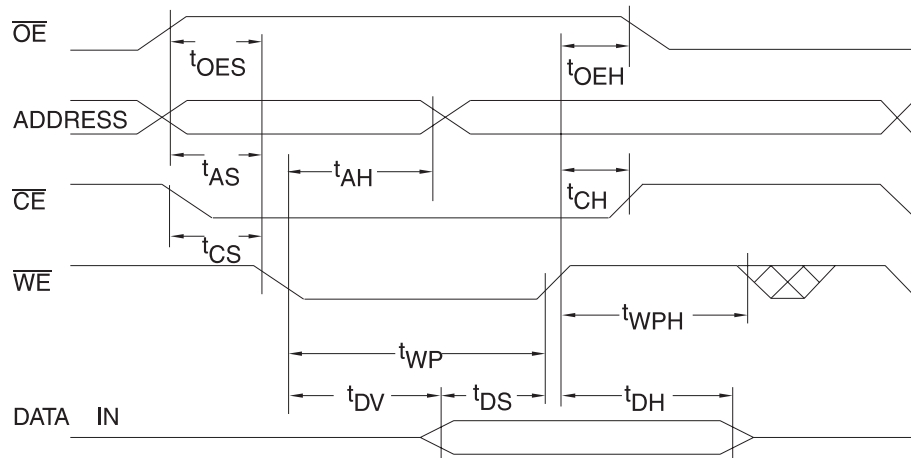 OE
tOES
tOEH
ADDRESS
tAS
tAH
tCH
CE
tCS
WE
tWPH
tWP
tDV
tDS
tDH
DATA IN